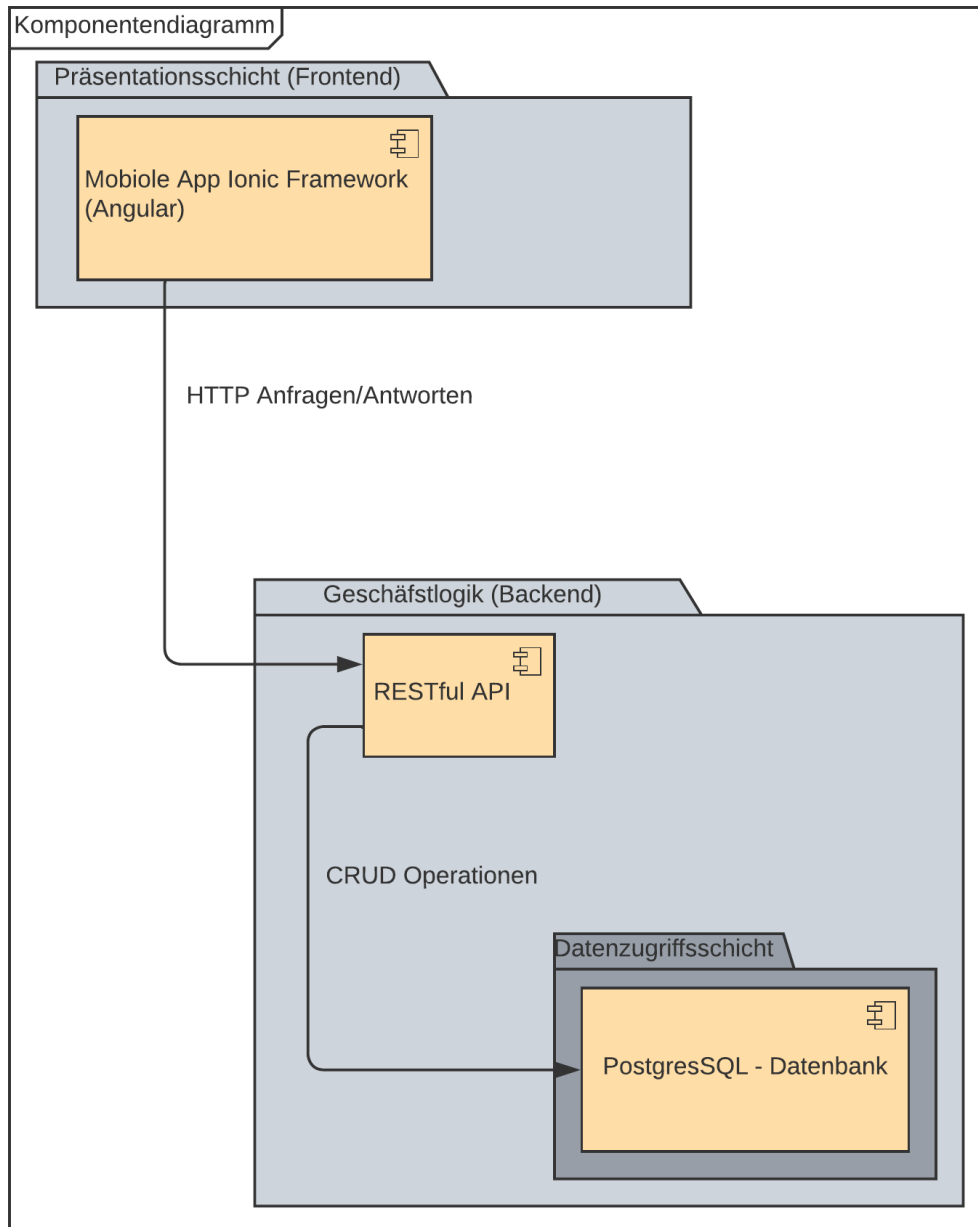 Komponentendiagramm
Präsentationsschicht (Frontend)
Mobiole App Ionic Framework
(Angular)
HTTP Anfragen/Antworten
Geschäfstlogik (Backend)
RESTful API
CRUD Operationen
Datenzugriffsschicht
PostgresSQL - Datenbank